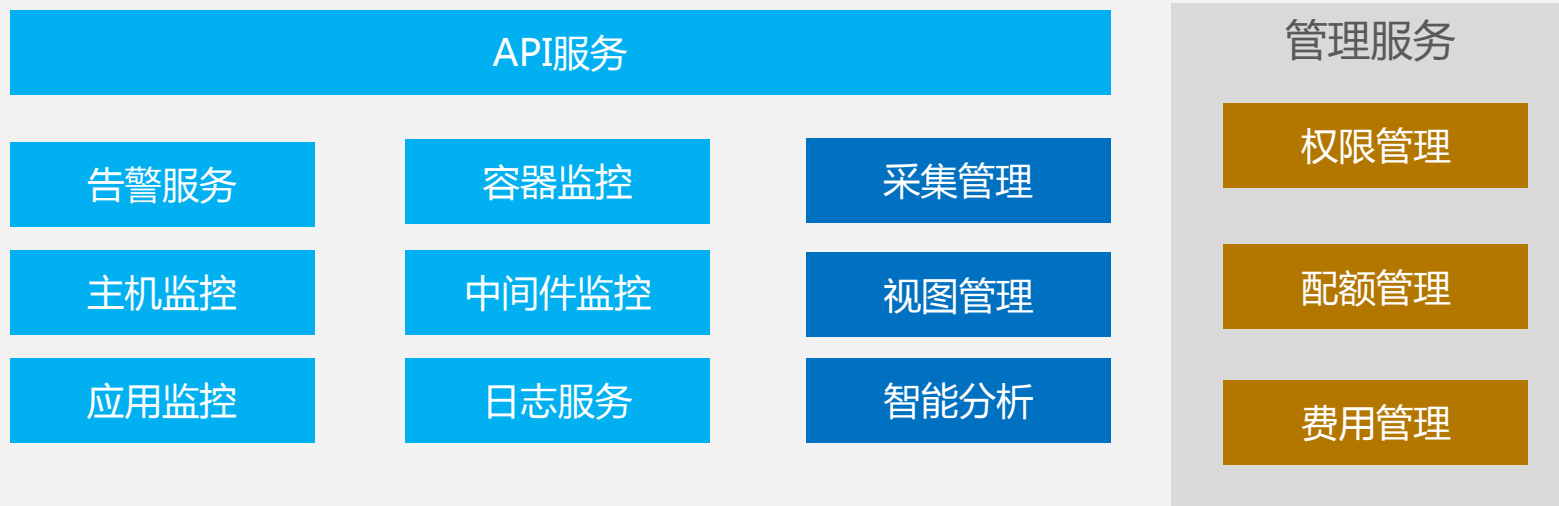 API服务
告警服务
容器监控
采集管理
主机监控
中间件监控
视图管理
应用监控
日志服务
智能分析
管理服务
权限管理
配额管理
费用管理